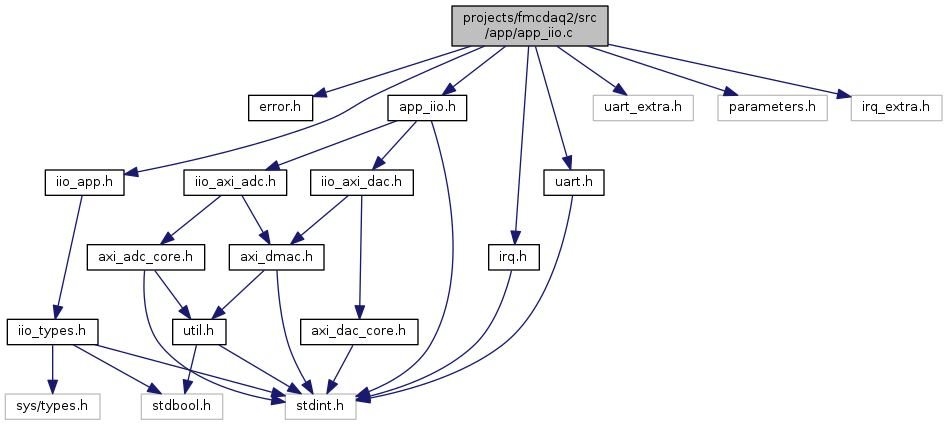 projects/fmcdaq2/src
/app/app_iio.c
error.h
app_iio.h
uart_extra.h
parameters.h
irq_extra.h
iio_app.h
iio_axi_adc.h
iio_axi_dac.h
uart.h
axi_adc_core.h
axi_dmac.h
irq.h
iio_types.h
util.h
axi_dac_core.h
sys/types.h
stdbool.h
stdint.h